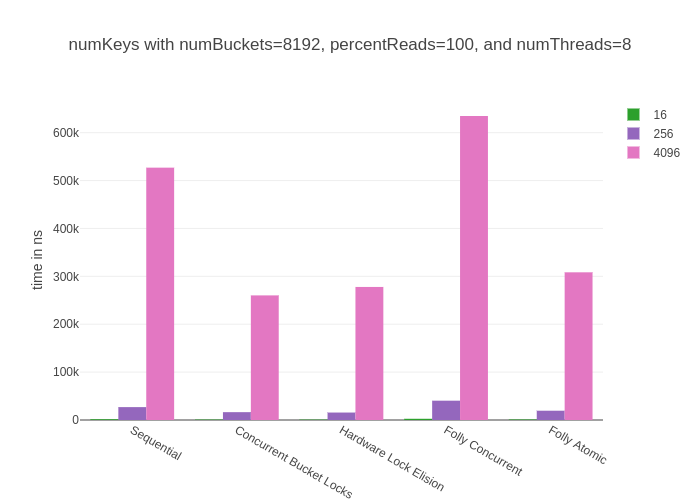 numKeys with numBuckets=8192, percentReads=100, and numThreads=8
16
256
4096
time in ns
600k
500k
400k
300k
200k
100k
0
Sequential
Concurrent Bucket Locks
Hardware Lock Elision
Folly Concurrent
Folly Atomic